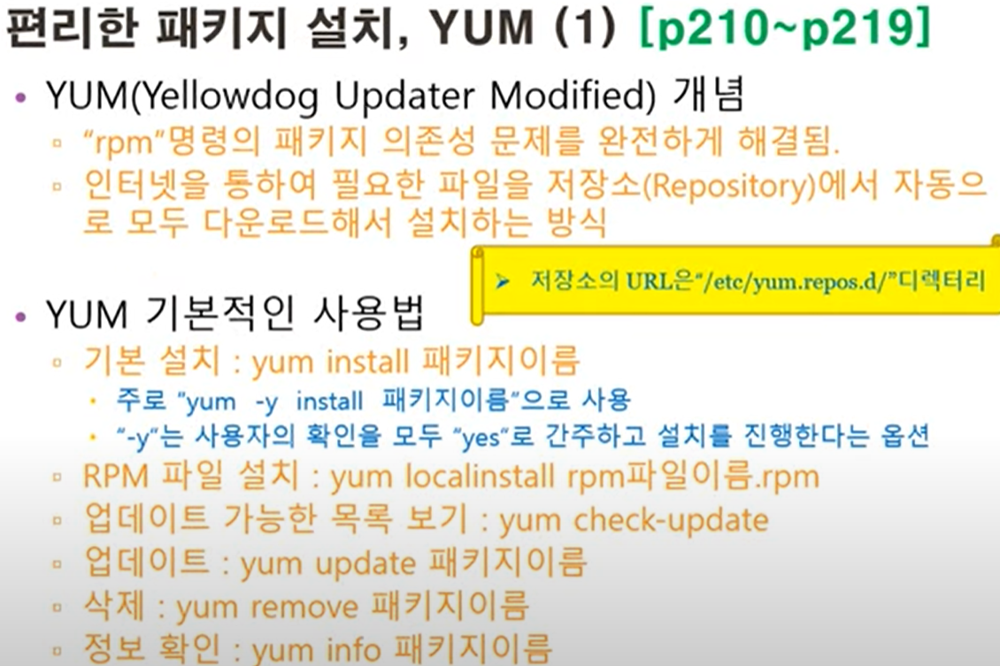 편리한 패키지 설치, YUM (1) [p210~p219]
• YUM(Yellowdog Updater Modified) 개념
▫ “rpm”명령의 패키지 의존성 문제를 완전하게 해결됨.
▫ 인터넷을 통하여 필요한 파일을 저장소(Repository)에서 자동으
로 모두 다운로드해서 설치하는 방식
➢ 저장소의 URL은“/etc/yum.repos.d/”디렉터리
• YUM 기본적인 사용법
▫ 기본 설치 : yum install 패키지이름
• 주로 “yum -y install 패키지이름“으로 사용
• “-y“는 사용자의 확인을 모두 “yes“로 간주하고 설치를 진행한다는 옵션
▫ RPM 파일 설치 : yum localinstall rpm파일이름.rpm
▫ 업데이트 가능한 목록 보기 : yum check-update
▫ 업데이트 : yum update 패키지이름
▫ 삭제 : yum remove 패키지이름
▫ 정보 확인 : yum info 패키지이름